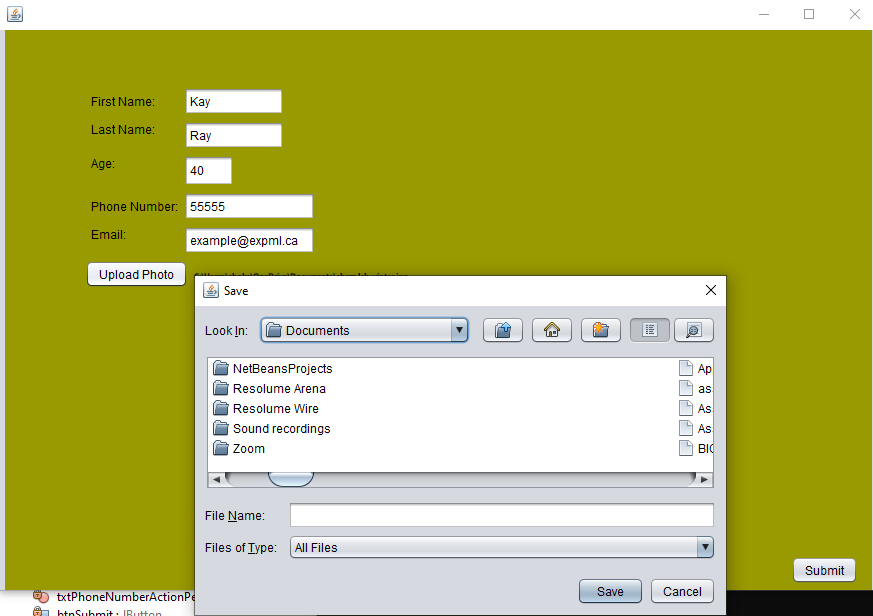 First Name: Kay
Last Name: Ray
Age: 40
Phone Number: 55555
Email: example@expml.ca
Upload Photo
Save
Look In: Documents
NetBeansProjects Ap
Resolume Arena as
Resolume Wire As
Sound recordings As
Zoom BIG
File Name:
Files of Type: All Files
Submit
Save Cancel
txtPhoneNumberActionPe
btnSubmit : JButton